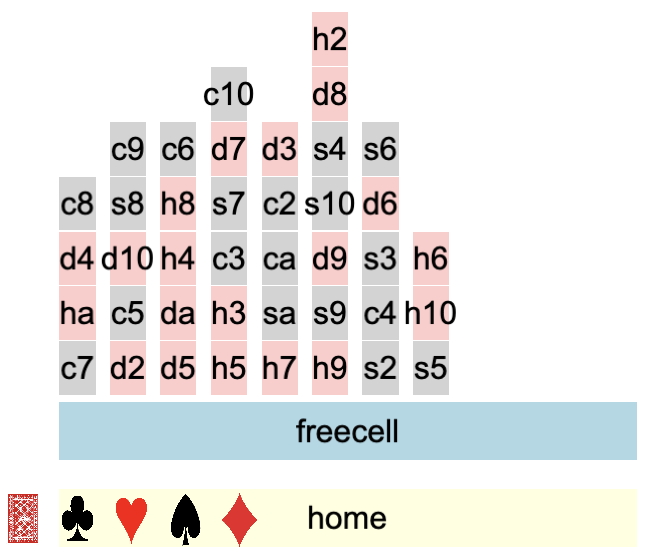 h2
c10 d8
c9 c6 d7 d3 s4 s6
c8 s8 h8 s7 c2 s10 d6
d4 d10 h4 c3 ca d9 s3 h6
ha c5 da h3 sa s9 c4 h10
c7 d2 d5 h5 h7 h9 s2 s5
freecell
home